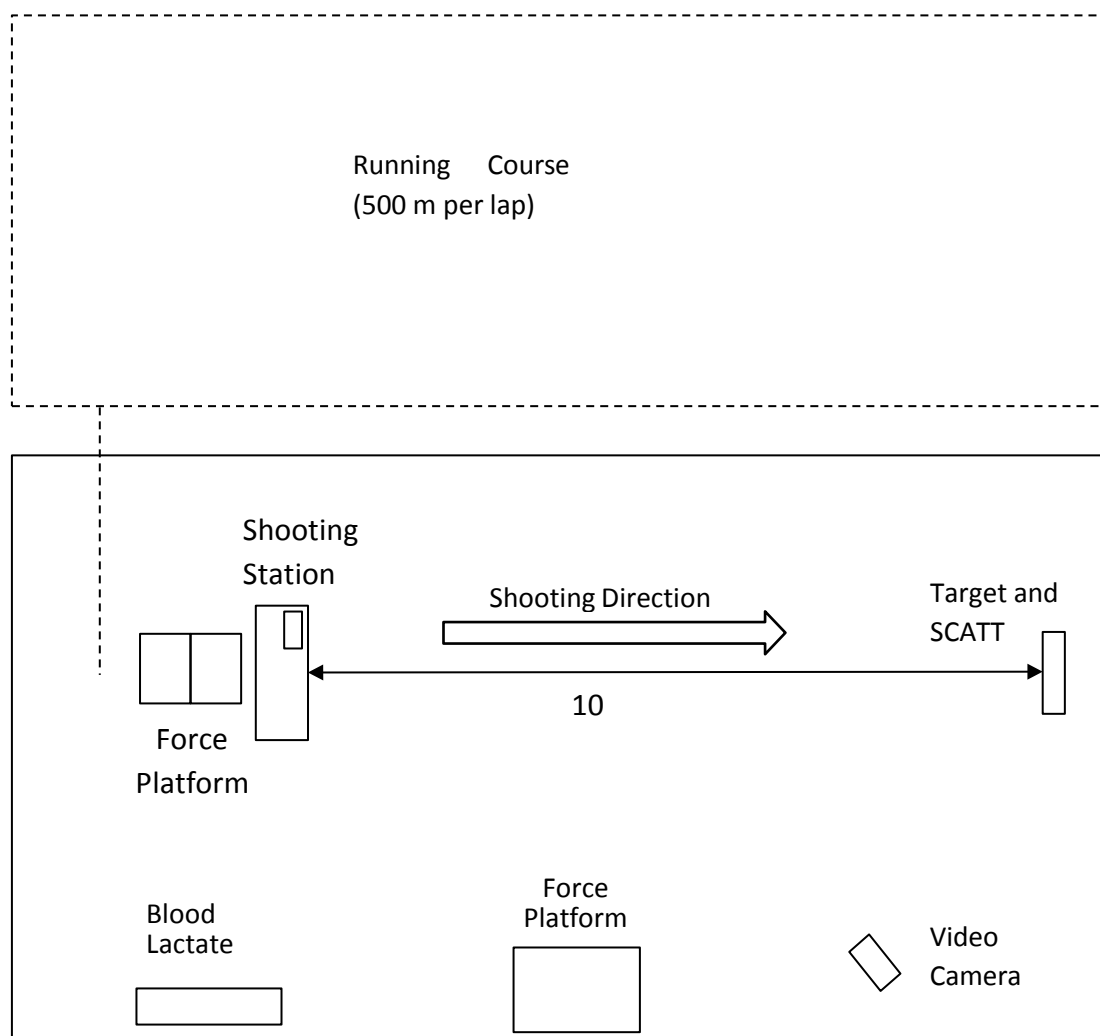 Running Course
(500 m per lap)
Shooting
Station
Shooting Direction
Target and
SCATT
10
Force
Platform
Blood
Lactate
Force
Platform
Video
Camera